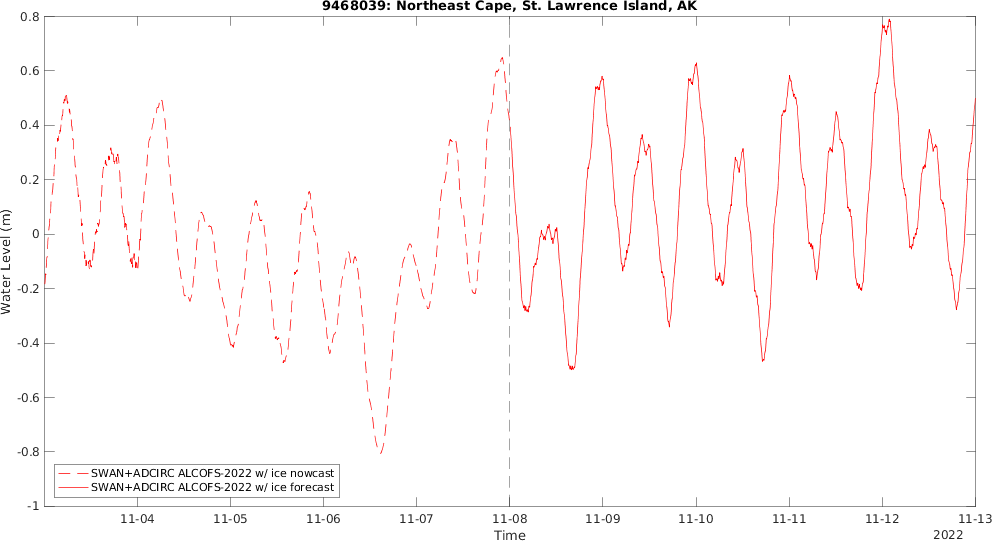 9468039: Northeast Cape, St. Lawrence Island, AK
Water Level (m)
0.8
0.6
0.4
0.2
0
-0.2
-0.4
-0.6
-0.8
-1
SWAN+ADCIRC ALCOFS-2022 w/ ice nowcast
SWAN+ADCIRC ALCOFS-2022 w/ ice forecast
11-04 11-05 11-06 11-07 11-08 11-09 11-10 11-11 11-12 11-13
Time
2022